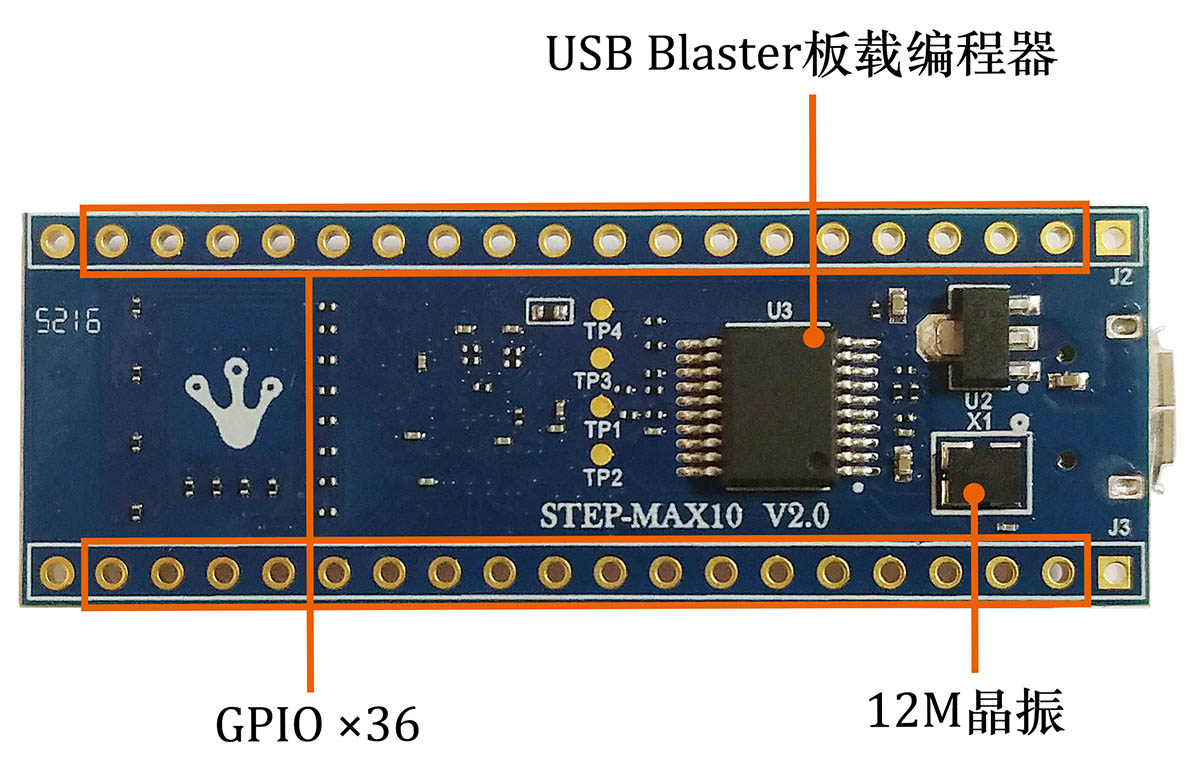 USB Blaster板载编程器
J2
5216
U3
TP4
TP3
TP1
TP2
U2
X1
STEP-MAX10 V2.0
J3
GPIO ×36
12M晶振